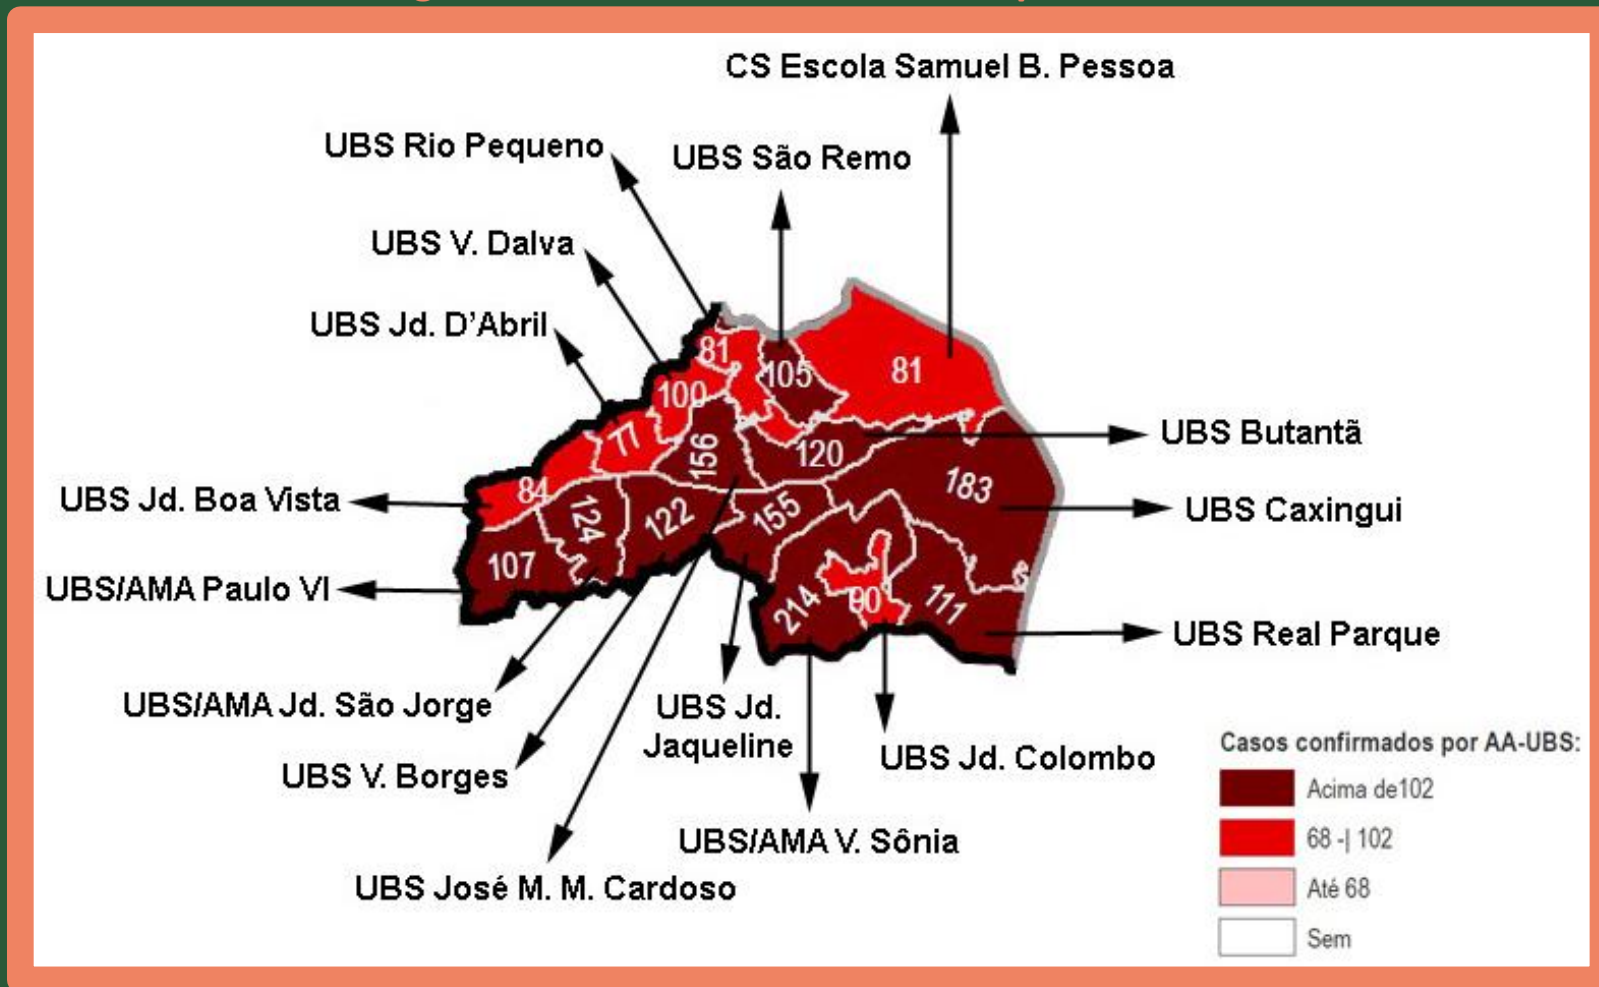 CS Escola Samuel B. Pessoa
UBS Rio Pequeno
UBS São Remo
UBS V. Dalva
UBS Jd. D'Abril
81
105
81
100
77
156
120
UBS Butantã
84
183
UBS Jd. Boa Vista
124
122
155
UBS Caxingui
107
UBS/AMA Paulo VI
214
90
111
UBS Real Parque
UBS/AMA Jd. São Jorge
UBS Jd.
Jaqueline
UBS V. Borges
UBS Jd. Colombo
UBS/AMA V. Sônia
UBS José M. M. Cardoso
Casos confirmados por AA-UBS:
Acima de102
68 -| 102
Até 68
Sem